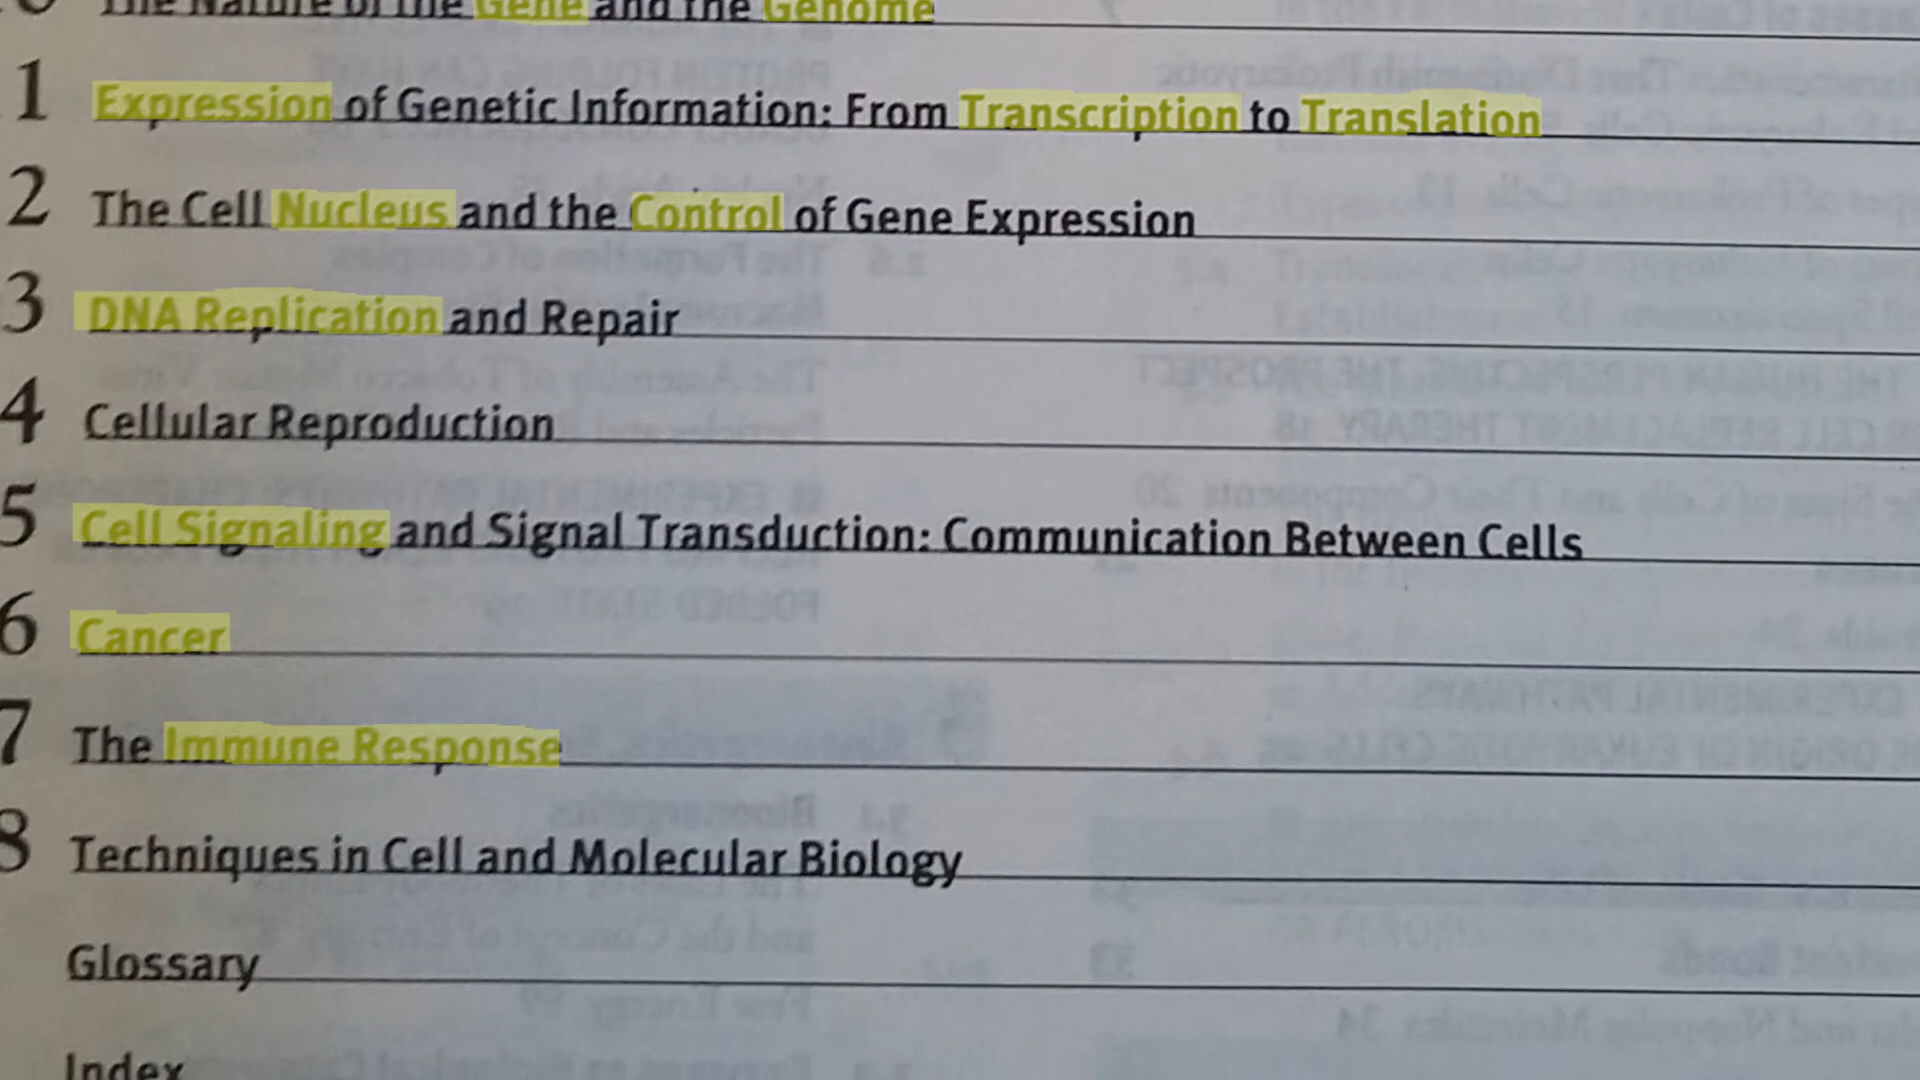 The Nature of the Gene and the Genome
1 Expression of Genetic Information: From Transcription to Translation
2 The Cell Nucleus and the Control of Gene Expression
3 DNA Replication and Repair
4 Cellular Reproduction
5 Cell Signaling and Signal Transduction: Communication Between Cells
6 Cancer
7 The Immune Response
8 Techniques in Cell and Molecular Biology
Glossary
Index